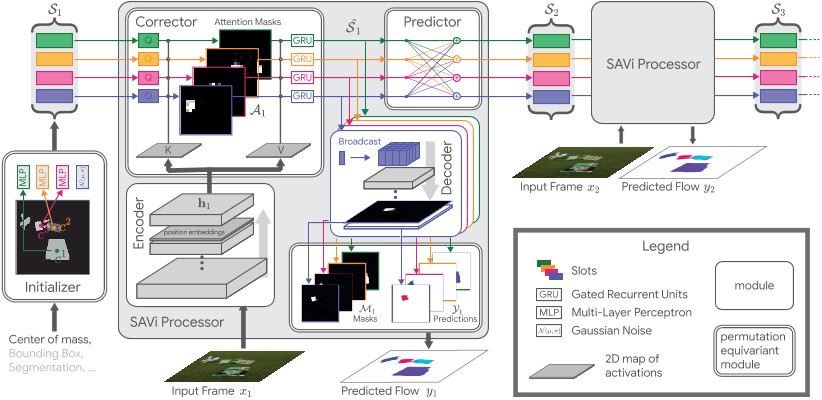 S₁
Corrector
Attention Masks
Q
Q
Q
Q
GRU
GRU
GRU
GRU
A₁
K
V
Ŝ₁
Predictor
S₂
SAVi Processor
S₃
Input Frame x₂
Predicted Flow y₂
MLP
MLP
MLP
N(μ,σ)
c²
c¹
Initializer
Center of mass,
Bounding Box,
Segmentation, ...
Encoder
h₁
position embeddings
SAVi Processor
Broadcast
Decoder
M₁
Masks
Y₁
Predictions
Input Frame x₁
Predicted Flow y₁
Legend
Slots
GRU Gated Recurrent Units
MLP Multi-Layer Perceptron
N(μ,σ) Gaussian Noise
2D map of
activations
module
permutation
equivariant
module